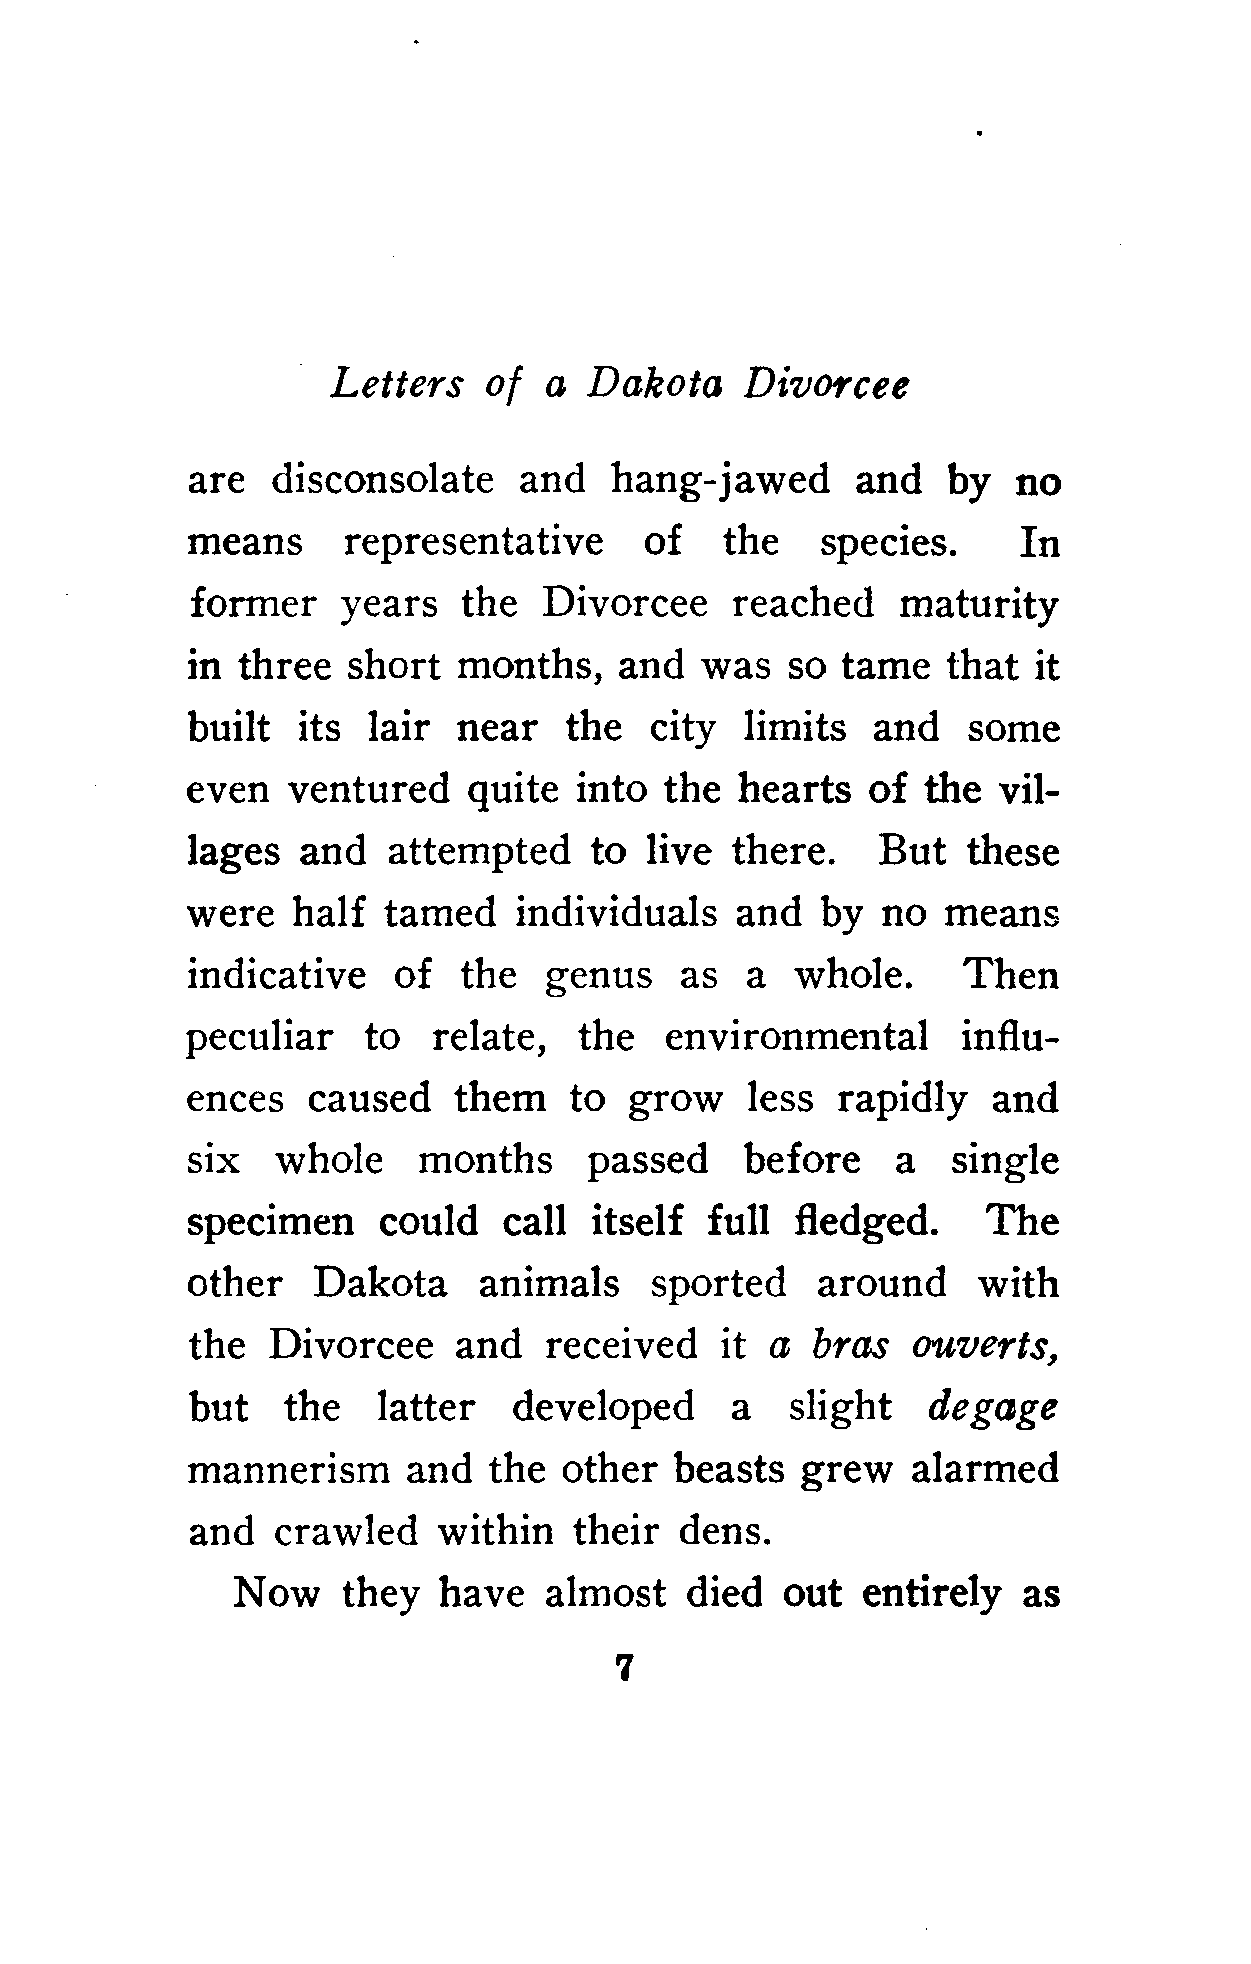 Letters of a Dakota Divorcee
are disconsolate and hang-jawed and by no
means representative of the species. In
former years the Divorcee reached maturity
in three short months, and was so tame that it
built its lair near the city limits and some
even ventured quite into the hearts of the vil-
lages and attempted to live there. But these
were half tamed individuals and by no means
indicative of the genus as a whole. Then
peculiar to relate, the environmental influ-
ences caused them to grow less rapidly and
six whole months passed before a single
specimen could call itself full fledged. The
other Dakota animals sported around with
the Divorcee and received it a bras ouverts,
but the latter developed a slight degage
mannerism and the other beasts grew alarmed
and crawled within their dens.
Now they have almost died out entirely as
7